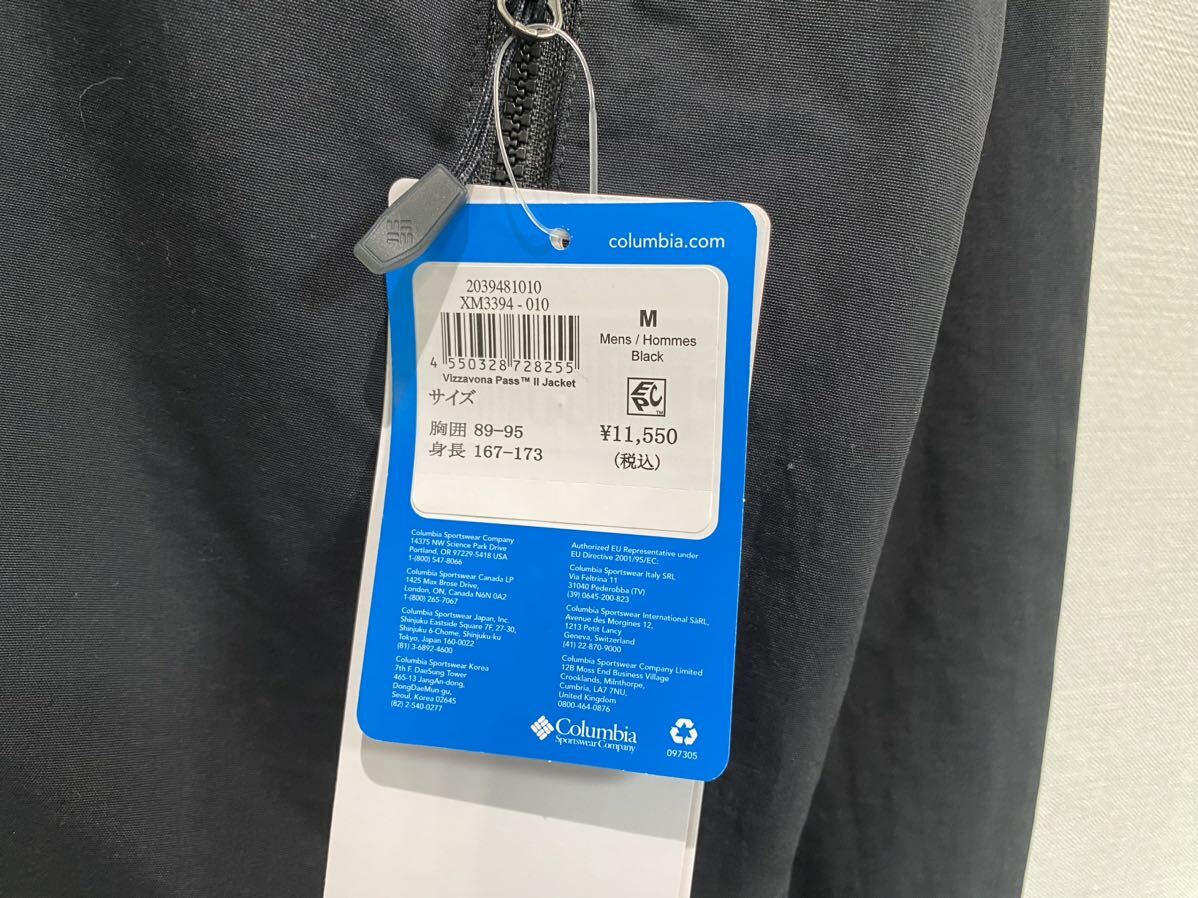 columbia.com
2039481010
XM3394 - 010
4 550328 728255
Vizzavona Pass™ II Jacket
サイズ
胸囲 89-95
身長 167-173
M
Mens / Hommes
Black
EPC™
¥11,550
(税込)
Columbia Sportswear Company
14375 NW Science Park Drive
Portland, OR 97229-5418 USA
1-(800) 547-8066
Columbia Sportswear Canada LP
1425 Max Brose Drive,
London, ON, Canada N6N 0A2
1-(800) 265-7067
Columbia Sportswear Japan, Inc.
Shinjuku Eastside Square 7F, 27-30,
Shinjuku 6-Chome, Shinjuku-ku
Tokyo, Japan 160-0022
(81) 3-6892-4600
Columbia Sportswear Korea
7th F. DaeSung Tower
465-13 JangAn-dong,
DongDaeMun-gu,
Seoul, Korea 02645
(82) 2-540-0277
Authorized EU Representative under
EU Directive 2001/95/EC:
Columbia Sportswear Italy SRL
Via Feltrina 11
31040 Pederobba (TV)
(39) 0645-200-823
Columbia Sportswear International SàRL,
Avenue des Morgines 12,
1213 Petit Lancy
Geneva, Switzerland
(41) 22-870-9000
Columbia Sportswear Company Limited
12B Moss End Business Village
Crooklands, Milnthorpe,
Cumbria, LA7 7NU,
United Kingdom
0800-464-0876
Columbia
Sportswear Company
097305